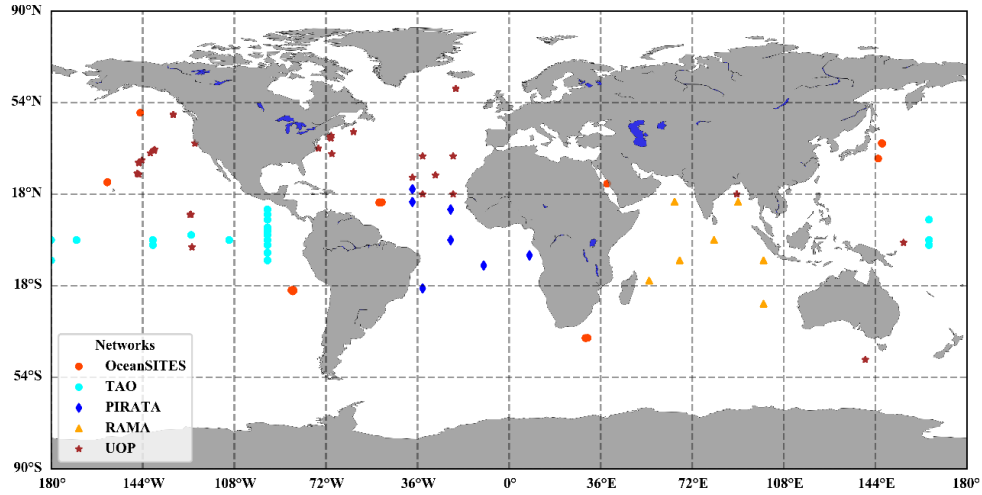 90°N
54°N
18°N
18°S
54°S
90°S
Networks
OceanSITES
TAO
PIRATA
RAMA
UOP
180° 144°W 108°W 72°W 36°W 0° 36°E 72°E 108°E 144°E 180°